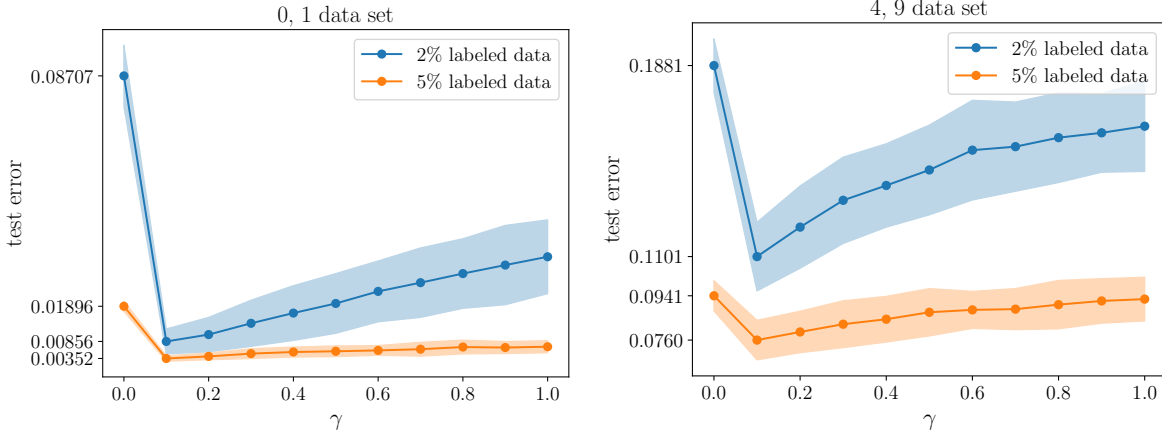 0, 1 data set
2% labeled data
5% labeled data
0.08707
0.01896
0.00856
0.00352
test error
0.0
0.2
0.4
0.6
0.8
1.0
γ
4, 9 data set
2% labeled data
5% labeled data
0.1881
0.1101
0.0941
0.0760
test error
0.0
0.2
0.4
0.6
0.8
1.0
γ